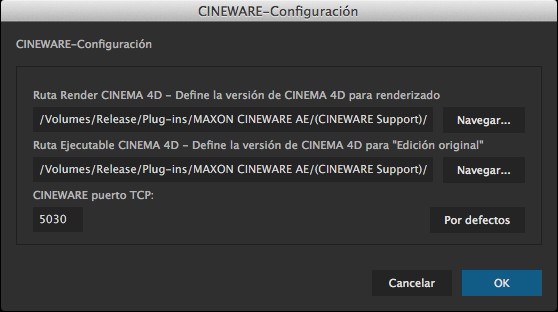 CINEWARE-Configuración
CINEWARE-Configuración
Ruta Render CINEMA 4D - Define la versión de CINEMA 4D para renderizado
/Volumes/Release/Plug-ins/MAXON CINEWARE AE/(CINEWARE Support)/
Navegar...
Ruta Ejecutable CINEMA 4D - Define la versión de CINEMA 4D para "Edición original"
/Volumes/Release/Plug-ins/MAXON CINEWARE AE/(CINEWARE Support)/
Navegar...
CINEWARE puerto TCP:
5030
Por defectos
Cancelar
OK